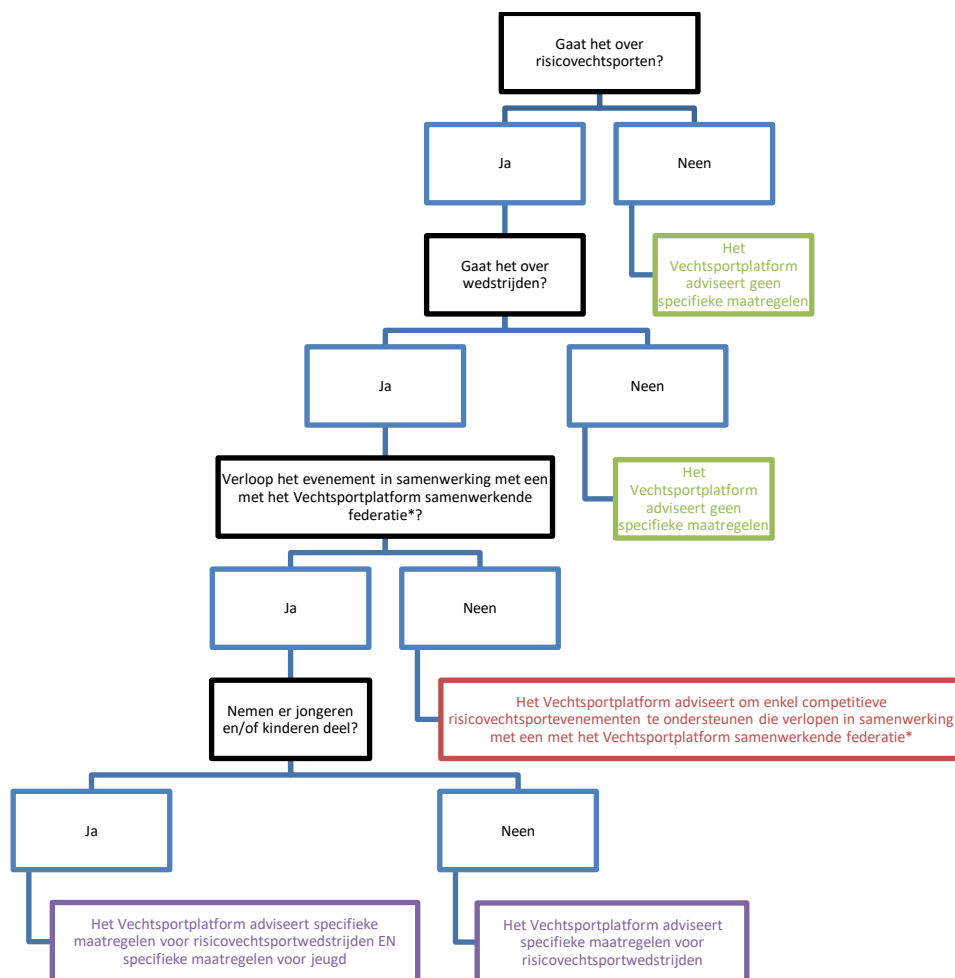 Gaat het over
risicovechtsporten?
Ja
Neen
Het
Vechtsportplatform
adviseert geen
specifieke maatregelen
Gaat het over
wedstrijden?
Ja
Neen
Het
Vechtsportplatform
adviseert geen
specifieke maatregelen
Verloop het evenement in samenwerking met een
met het Vechtsportplatform samenwerkende
federatie*?
Ja
Neen
Het Vechtsportplatform adviseert om enkel competitieve
risicovechtsportevenementen te ondersteunen die verlopen in samenwerking
met een met het Vechtsportplatform samenwerkende federatie*
Nemen er jongeren
en/of kinderen deel?
Ja
Neen
Het Vechtsportplatform adviseert specifieke
maatregelen voor risicovechtsportwedstrijden EN
specifieke maatregelen voor jeugd
Het Vechtsportplatform adviseert
specifieke maatregelen voor
risicovechtsportwedstrijden